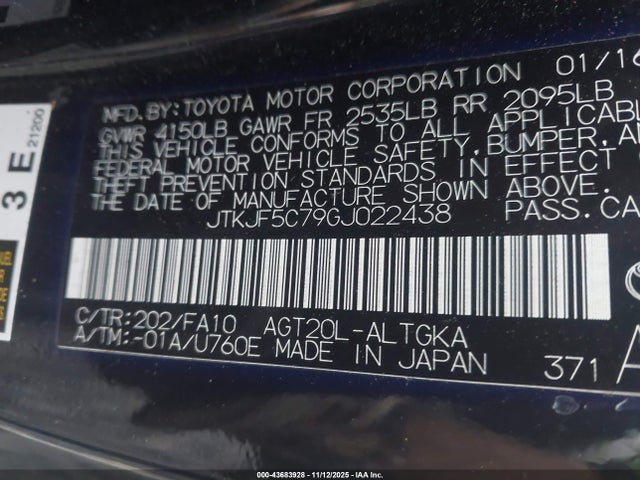 MFD.BY:TOYOTA MOTOR CORPORATION 01/16
GVWR 4150LB GAWR FR 2535LB RR 2095LB
THIS VEHICLE CONFORMS TO ALL APPLICABL
FEDERAL MOTOR VEHICLE SAFETY,BUMPER, A
THEFT PREVENTION STANDARDS IN EFFECT ON
THE DATE OF MANUFACTURE SHOWN ABOVE.
JTKJF5C79GJ022438 PASS.CA
C/TR:202/FA10 AGT20L-ALTGKA
A/TM:-01A/U760E MADE IN JAPAN 371 A
3 E
21200
UEL
000-43683928 - 11/12/2025 - IAA Inc.